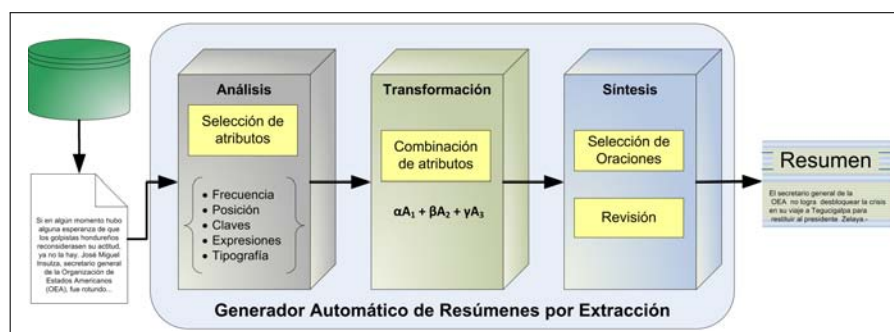 Si en algún momento hubo
alguna esperanza de que
los golpistas hondureños
reconsiderasen su actitud,
ya no la hay. José Miguel
Insulza, secretario general
de la Organización de
Estados Americanos
(OEA), fue rotundo...
Análisis
Selección de
atributos
• Frecuencia
• Posición
• Claves
• Expresiones
• Tipografía
Transformación
Combinación
de atributos
αA₁ + βA₂ + γA₃
Síntesis
Selección de
Oraciones
Revisión
Resumen
El secretario general de la
OEA no logra desbloquear la crisis
en su viaje a Tegucigalpa para
restituir al presidente Zelaya.-
Generador Automático de Resúmenes por Extracción